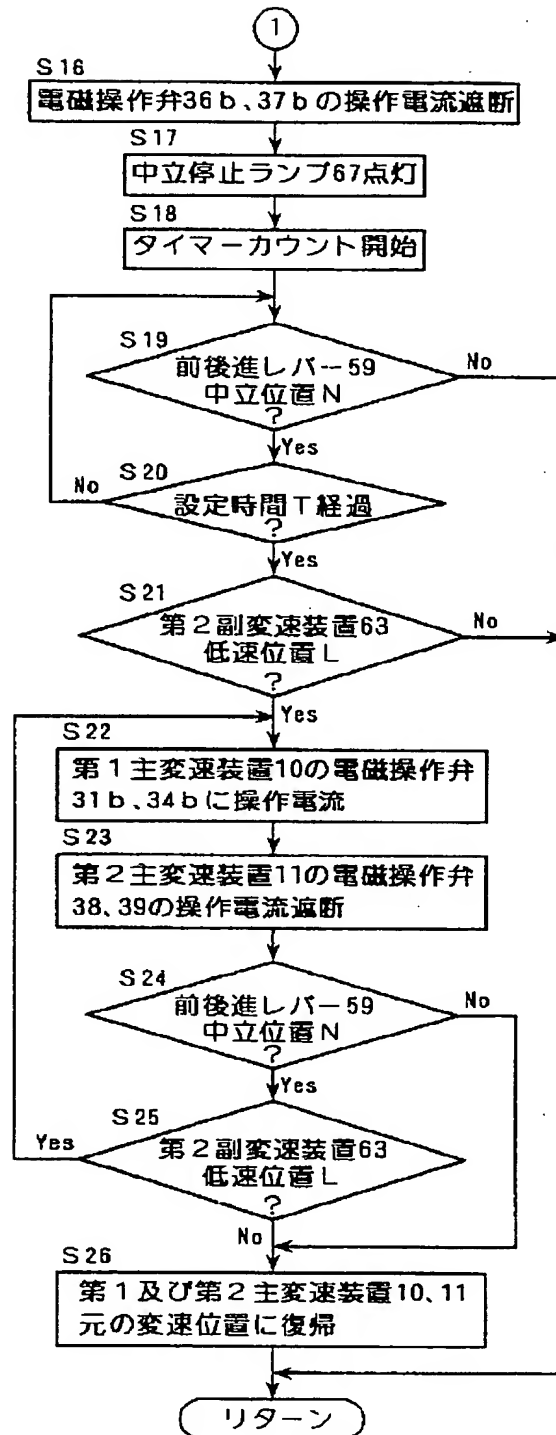 1
S16
電磁操作弁36b、37bの操作電流遮断
S17
中立停止ランプ67点灯
S18
タイマーカウント開始
S19
前後進レバー59
中立位置N
?
No
Yes
S20
設定時間T経過
?
No
Yes
S21
第2副変速装置63
低速位置L
?
No
Yes
S22
第1主変速装置10の電磁操作弁
31b、34bに操作電流
S23
第2主変速装置11の電磁操作弁
38、39の操作電流遮断
S24
前後進レバー59
中立位置N
?
No
Yes
S25
第2副変速装置63
低速位置L
?
Yes
No
S26
第1及び第2主変速装置10、11
元の変速位置に復帰
リターン